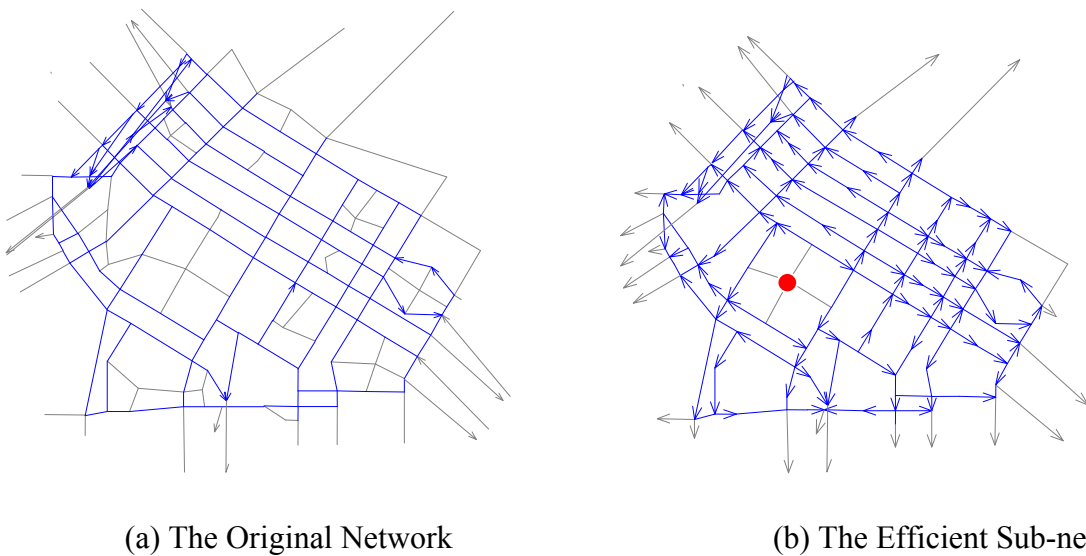 (a) The Original Network
(b) The Efficient Sub-ne